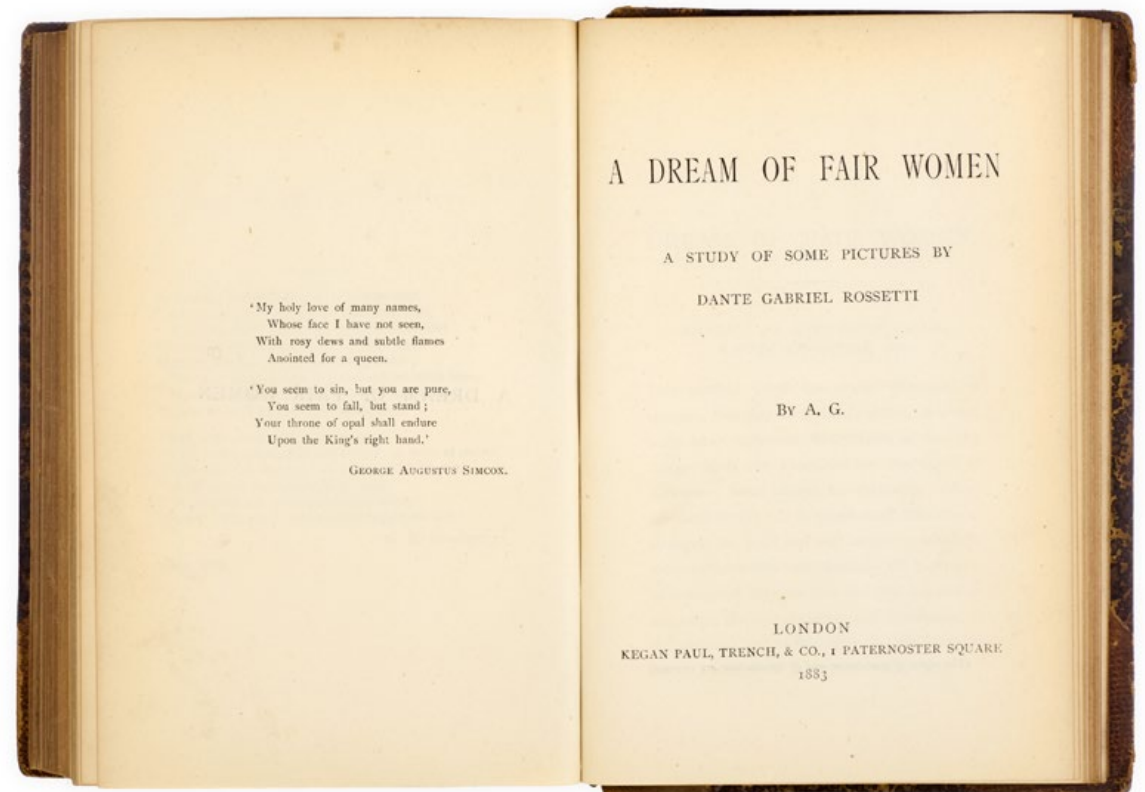 ‘My holy love of many names,
Whose face I have not seen,
With rosy dews and subtle flames
Anointed for a queen.
‘You seem to sin, but you are pure,
You seem to fall, but stand ;
Your throne of opal shall endure
Upon the King's right hand.’
GEORGE AUGUSTUS SIMCOX.
A DREAM OF FAIR WOMEN
A STUDY OF SOME PICTURES BY
DANTE GABRIEL ROSSETTI
BY A. G.
LONDON
KEGAN PAUL, TRENCH, & CO., 1 PATERNOSTER SQUARE
1883